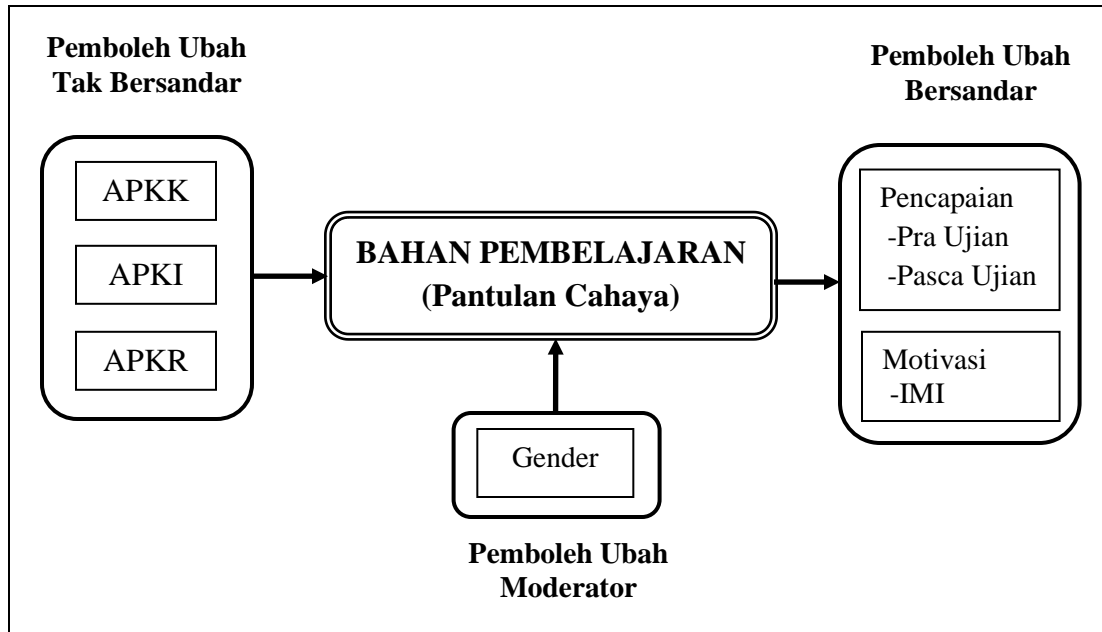 Pemboleh Ubah
Tak Bersandar
APKK
APKI
APKR
BAHAN PEMBELAJARAN
(Pantulan Cahaya)
Gender
Pemboleh Ubah
Moderator
Pemboleh Ubah
Bersandar
Pencapaian
-Pra Ujian
-Pasca Ujian
Motivasi
-IMI